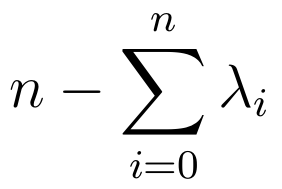 n - \sum_{i=0}^{n} \lambda_i